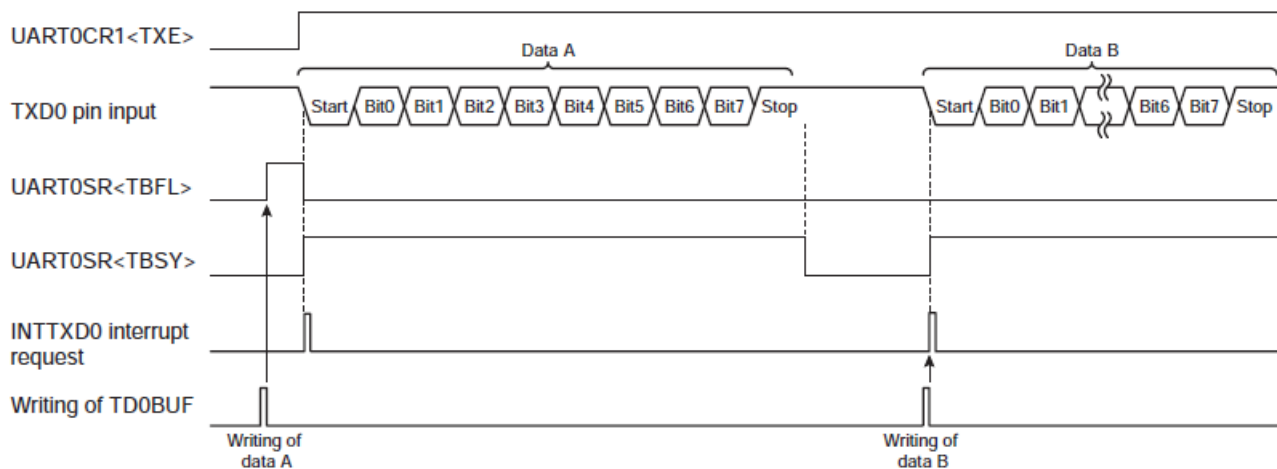 UART0CR1<TXE>
Data A
Data B
TXD0 pin input
Start Bit0 Bit1 Bit2 Bit3 Bit4 Bit5 Bit6 Bit7 Stop
Start Bit0 Bit1 Bit6 Bit7 Stop
UART0SR<TBFL>
UART0SR<TBSY>
INTTXD0 interrupt
request
Writing of TD0BUF
Writing of
data A
Writing of
data B